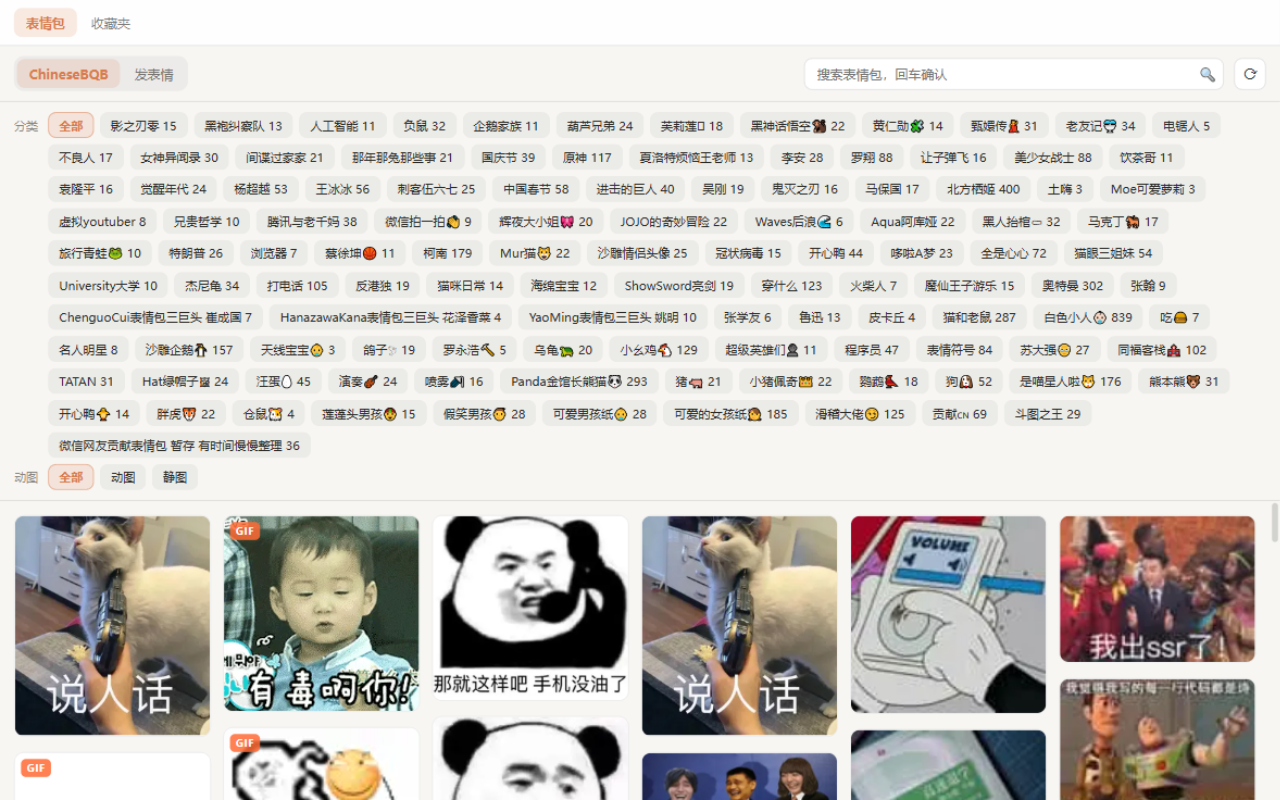 表情包 收藏夹
ChineseBQB 发表情 搜索表情包，回车确认
分类 全部 彰之刃零 15 黑袍纠察队 13 人工智能 11 负鼠 32 企鹅家族 11 葫芦兄弟 24 芙莉莲 18 黑神话悟空 22 黄仁勋 14 甄嬛传 31 老友记 34 电锯人 5
不良人 17 女神异闻录 30 间谍过家家 21 那年那兔那些事 21 国庆节 39 原神 117 夏洛特烦恼王老师 13 李安 28 罗翔 88 让子弹飞 16 美少女战士 88 饮茶哥 11
袁隆平 16 觉醒年代 24 杨超越 53 王冰冰 56 刺客伍六七 25 中国春节 58 进击的巨人 40 吴刚 19 鬼灭之刃 16 马保国 17 北方栖姬 400 土嗨 3 Moe可爱萝莉 3
虚拟youtuber 8 兄贵哲学 10 腾讯与老干妈 38 微信拍一拍👏 9 辉夜大小姐 20 JOJO的奇妙冒险 22 Waves后浪🌊 6 Aqua阿库娅 22 黑人抬棺 32 马克丁 17
旅行青蛙🐸 10 特朗普 26 浏览器 7 蔡徐坤🏀 11 柯南 179 Mur猫🐱 22 沙雕情侣头像 25 冠状病毒 15 开心鸭 44 哆啦A梦 23 全是心心 72 猫眼三姐妹 54
University大学 10 杰尼龟 34 打电话 105 反港独 19 猫咪日常 14 海绵宝宝 12 ShowSword亮剑 19 穿什么 123 火柴人 7 魔仙王子游乐 15 奥特曼 302 张翰 9
ChenguoCui表情包三巨头 崔成国 7 HanazawaKana表情包三巨头 花泽香菜 4 YaoMing表情包三巨头 姚明 10 张学友 6 鲁迅 13 皮卡丘 4 猫和老鼠 287 白色小人 839 吃🍔 7
名人明星 8 沙雕企鹅🐧 157 天线宝宝 3 鸽子 19 罗永浩🔨 5 乌龟🐢 20 小幺鸡🐔 129 超级英雄们 11 程序员 47 表情符号 84 苏大强 27 同福客栈 102
TATAN 31 Hat绿帽子 24 汪蛋 45 演奏🎻 24 喷雾 16 Panda金馆长熊猫🐼 293 猪🐖 21 小猪佩奇 22 鹦鹉 18 狗 52 是喵星人啦 176 熊本熊🐻 31
开心鸭🐥 14 胖虎🐯 22 仓鼠🐹 4 莲莲头男孩 15 假笑男孩 28 可爱男孩纸 28 可爱的女孩纸 185 滑稽大佬😏 125 贡献CN 69 斗图之王 29
微信网友贡献表情包 暂存 有时间慢慢整理 36
动图 全部 动图 静图
说人话
GIF
有毒啊你！
那就这样吧 手机没油了
说人话
VOLUME
我出ssr了！
GIF
GIF
我觉得我写的每一行代码都是诗